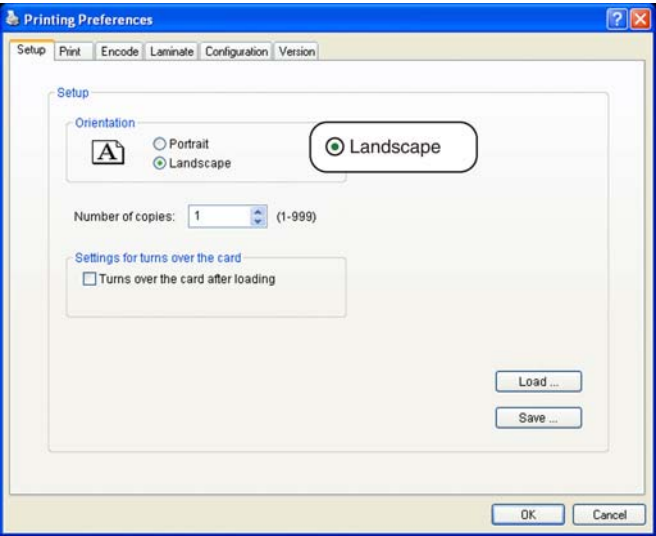 Printing Preferences
Setup Print Encode Laminate Configuration Version
Setup
Orientation
A
Portrait
Landscape
Landscape
Number of copies: 1 (1-999)
Settings for turns over the card
Turns over the card after loading
Load ...
Save ...
OK Cancel